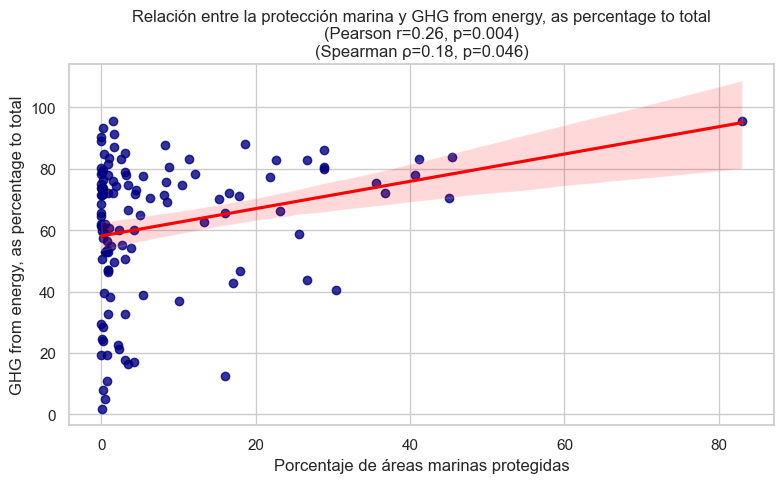 Relación entre la protección marina y GHG from energy, as percentage to total
(Pearson r=0.26, p=0.004)
(Spearman ρ=0.18, p=0.046)
GHG from energy, as percentage to total
100
80
60
40
20
0
0 20 40 60 80
Porcentaje de áreas marinas protegidas